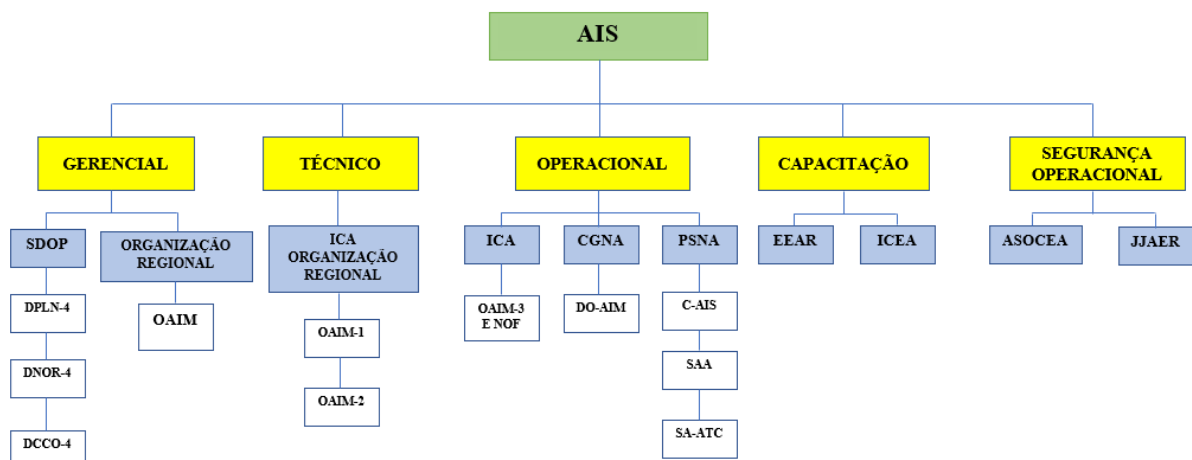 AIS
GERENCIAL
TÉCNICO
OPERACIONAL
CAPACITAÇÃO
SEGURANÇA
OPERACIONAL
SDOP
ORGANIZAÇÃO
REGIONAL
ICA
ORGANIZAÇÃO
REGIONAL
ICA
CGNA
PSNA
EEAR
ICEA
ASOCEA
JJAER
DPLN-4
OAIM
OAIM-1
OAIM-3
E NOF
DO-AIM
C-AIS
DNOR-4
OAIM-2
SAA
DCCO-4
SA-ATC